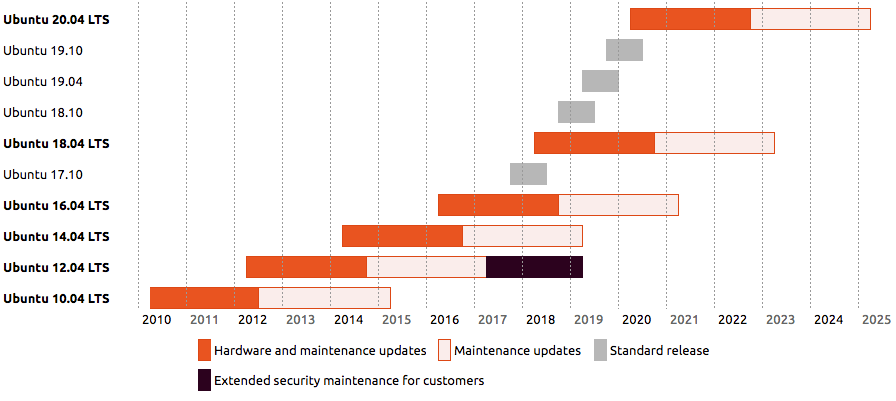 Ubuntu 20.04 LTS
Ubuntu 19.10
Ubuntu 19.04
Ubuntu 18.10
Ubuntu 18.04 LTS
Ubuntu 17.10
Ubuntu 16.04 LTS
Ubuntu 14.04 LTS
Ubuntu 12.04 LTS
Ubuntu 10.04 LTS
2010 2011 2012 2013 2014 2015 2016 2017 2018 2019 2020 2021 2022 2023 2024 2025
Hardware and maintenance updates Maintenance updates Standard release
Extended security maintenance for customers